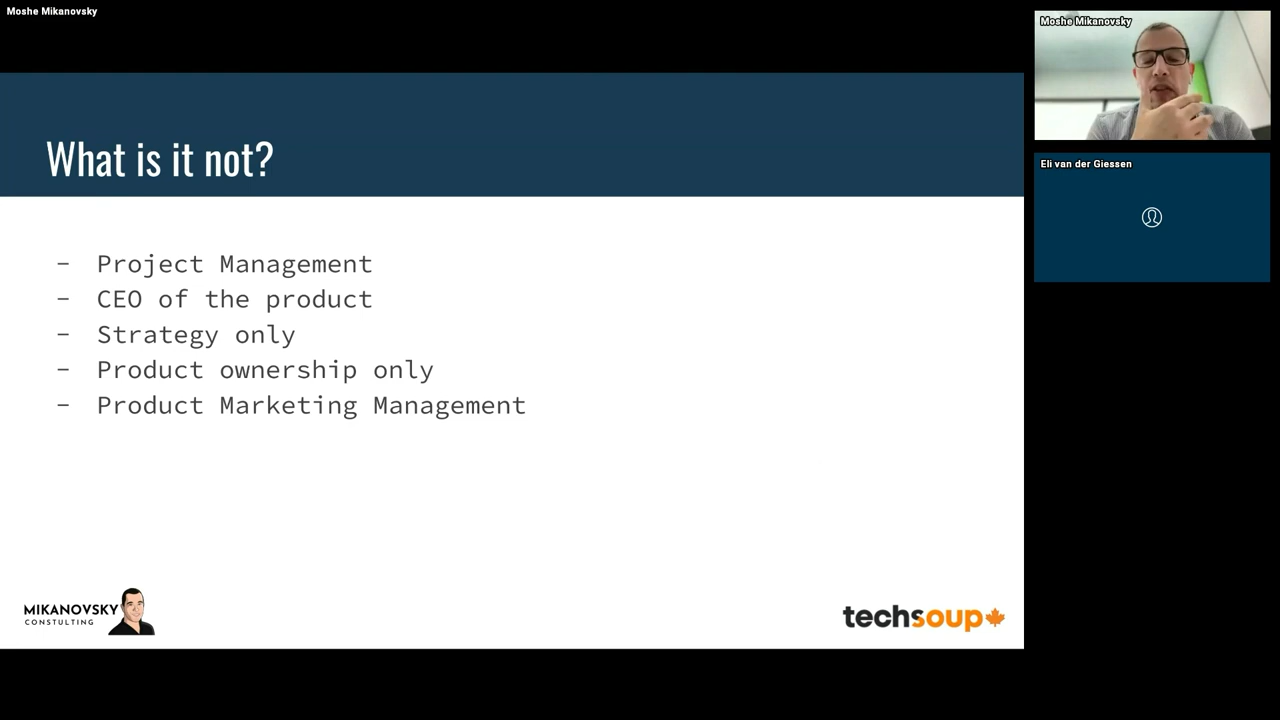 Moshe Mikanovsky
What is it not?
- Project Management
- CEO of the product
- Strategy only
- Product ownership only
- Product Marketing Management
MIKANOVSKY
CONSTULTING
techsoup
Moshe Mikanovsky
Eli van der Giessen